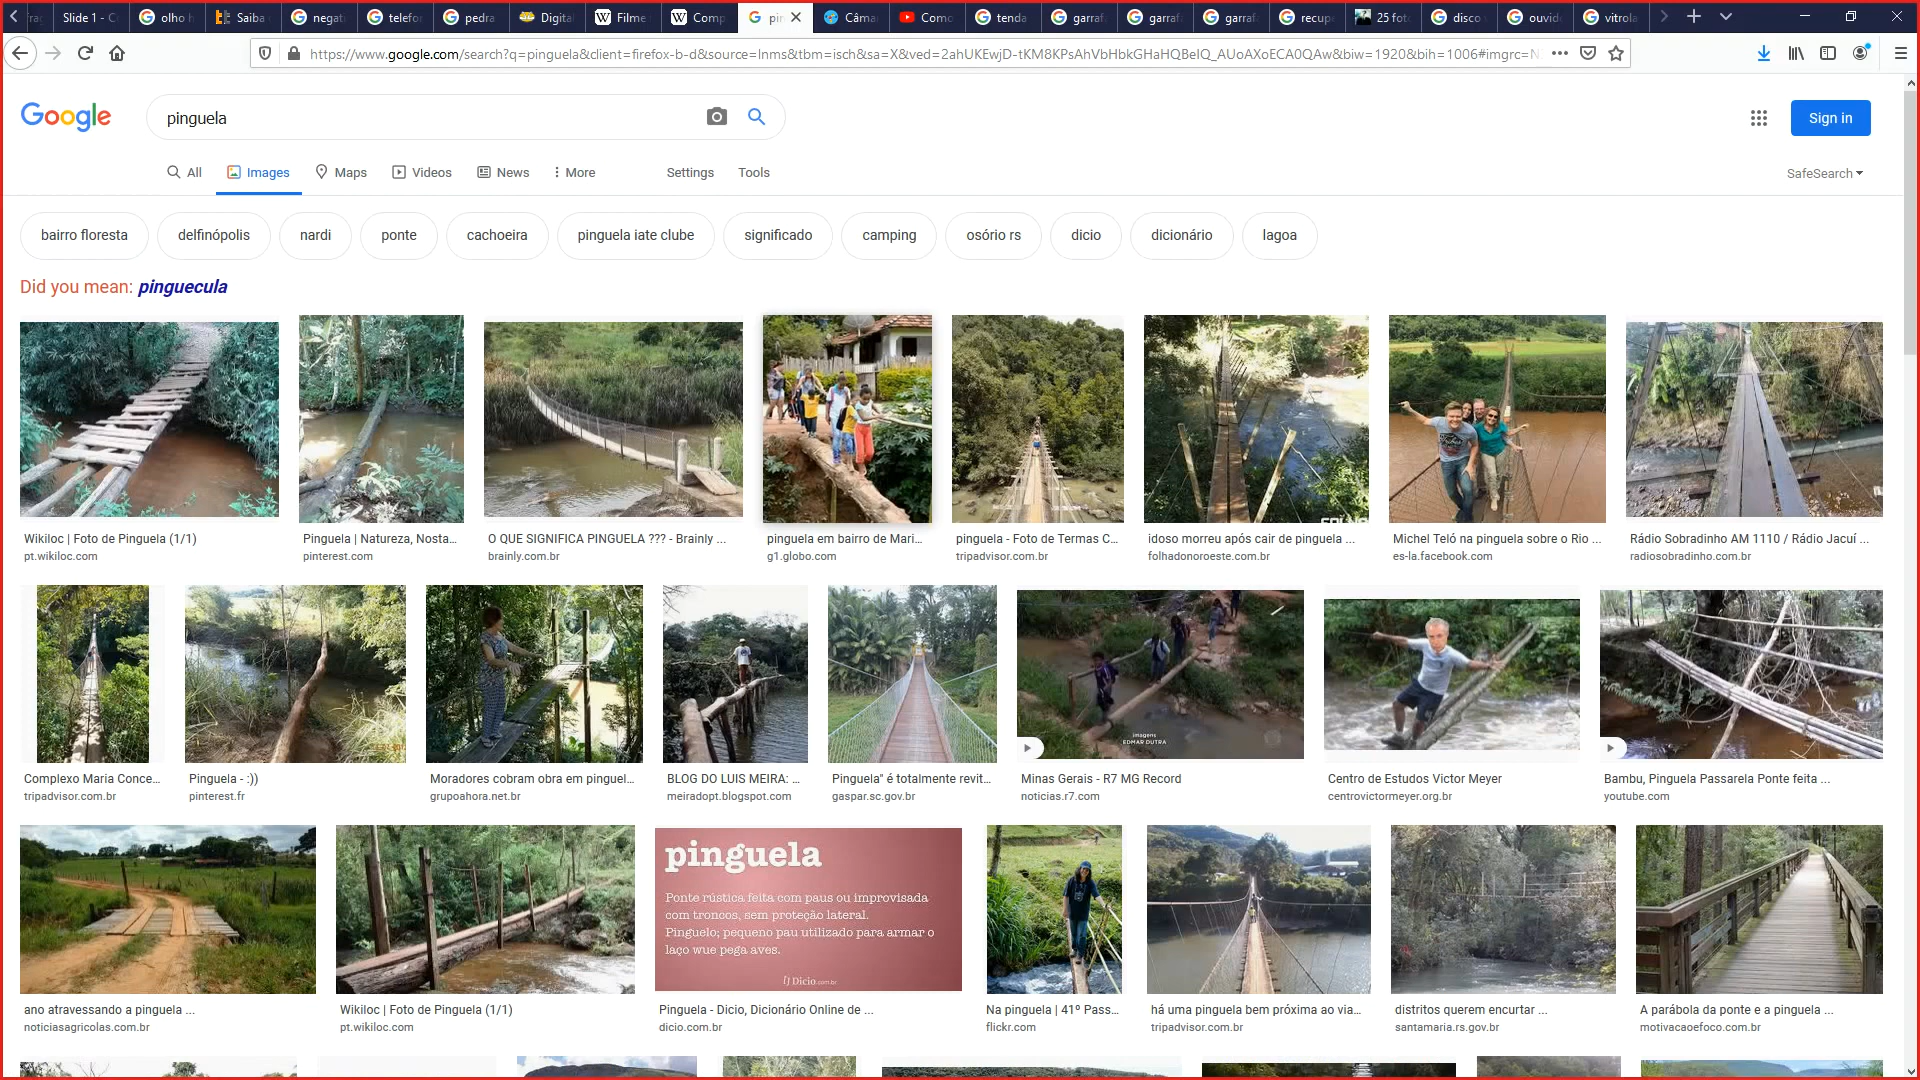 Slide 1 - C
olho h
Saiba
negati
telefor
pedra
Digita
Filme
Comp
pin
Câma
Como
tenda
garraf
garraf
garraf
recupe
25 fot
disco
ouvid
vitrola
https://www.google.com/search?q=pinguela&client=firefox-b-d&source=lnms&tbm=isch&sa=X&ved=2ahUKEwjD-tKM8KPsAhVbHbkGHaHQBeIQ_AUoAXoECA0QAw&biw=1920&bih=1006#imgrc=N
Google
pinguela
Sign in
All Images Maps Videos News More Settings Tools
SafeSearch
bairro floresta delfinópolis nardi ponte cachoeira pinguela iate clube significado camping osório rs dicio dicionário lagoa
Did you mean: pinguecula
Wikiloc | Foto de Pinguela (1/1)
pt.wikiloc.com
Pinguela | Natureza, Nosta...
pinterest.com
O QUE SIGNIFICA PINGUELA ??? - Brainly ...
brainly.com.br
pinguela em bairro de Mari...
g1.globo.com
pinguela - Foto de Termas C...
tripadvisor.com.br
idoso morreu após cair de pinguela ...
folhadonoroeste.com.br
Michel Teló na pinguela sobre o Rio ...
es-la.facebook.com
Rádio Sobradinho AM 1110 / Rádio Jacuí ...
radiosobradinho.com.br
Complexo Maria Conce...
tripadvisor.com.br
Pinguela - :))
pinterest.fr
Moradores cobram obra em pinguel...
grupoahora.net.br
BLOG DO LUIS MEIRA: ...
meiradopt.blogspot.com
Pinguela" é totalmente revit...
gaspar.sc.gov.br
imagens
EDMAR DUTRA
Minas Gerais - R7 MG Record
noticias.r7.com
Centro de Estudos Victor Meyer
centrovictormeyer.org.br
Bambu, Pinguela Passarela Ponte feita ...
youtube.com
ano atravessando a pinguela ...
noticiasagricolas.com.br
Wikiloc | Foto de Pinguela (1/1)
pt.wikiloc.com
pinguela
Ponte rústica feita com paus ou improvisada
com troncos, sem proteção lateral.
Pinguelo; pequeno pau utilizado para armar o
laço wue pega aves.
Dicio.com.br
Pinguela - Dicio, Dicionário Online de ...
dicio.com.br
Na pinguela | 41º Pass...
flickr.com
há uma pinguela bem próxima ao via...
tripadvisor.com.br
distritos querem encurtar ...
santamaria.rs.gov.br
A parábola da ponte e a pinguela ...
motivacaoefoco.com.br